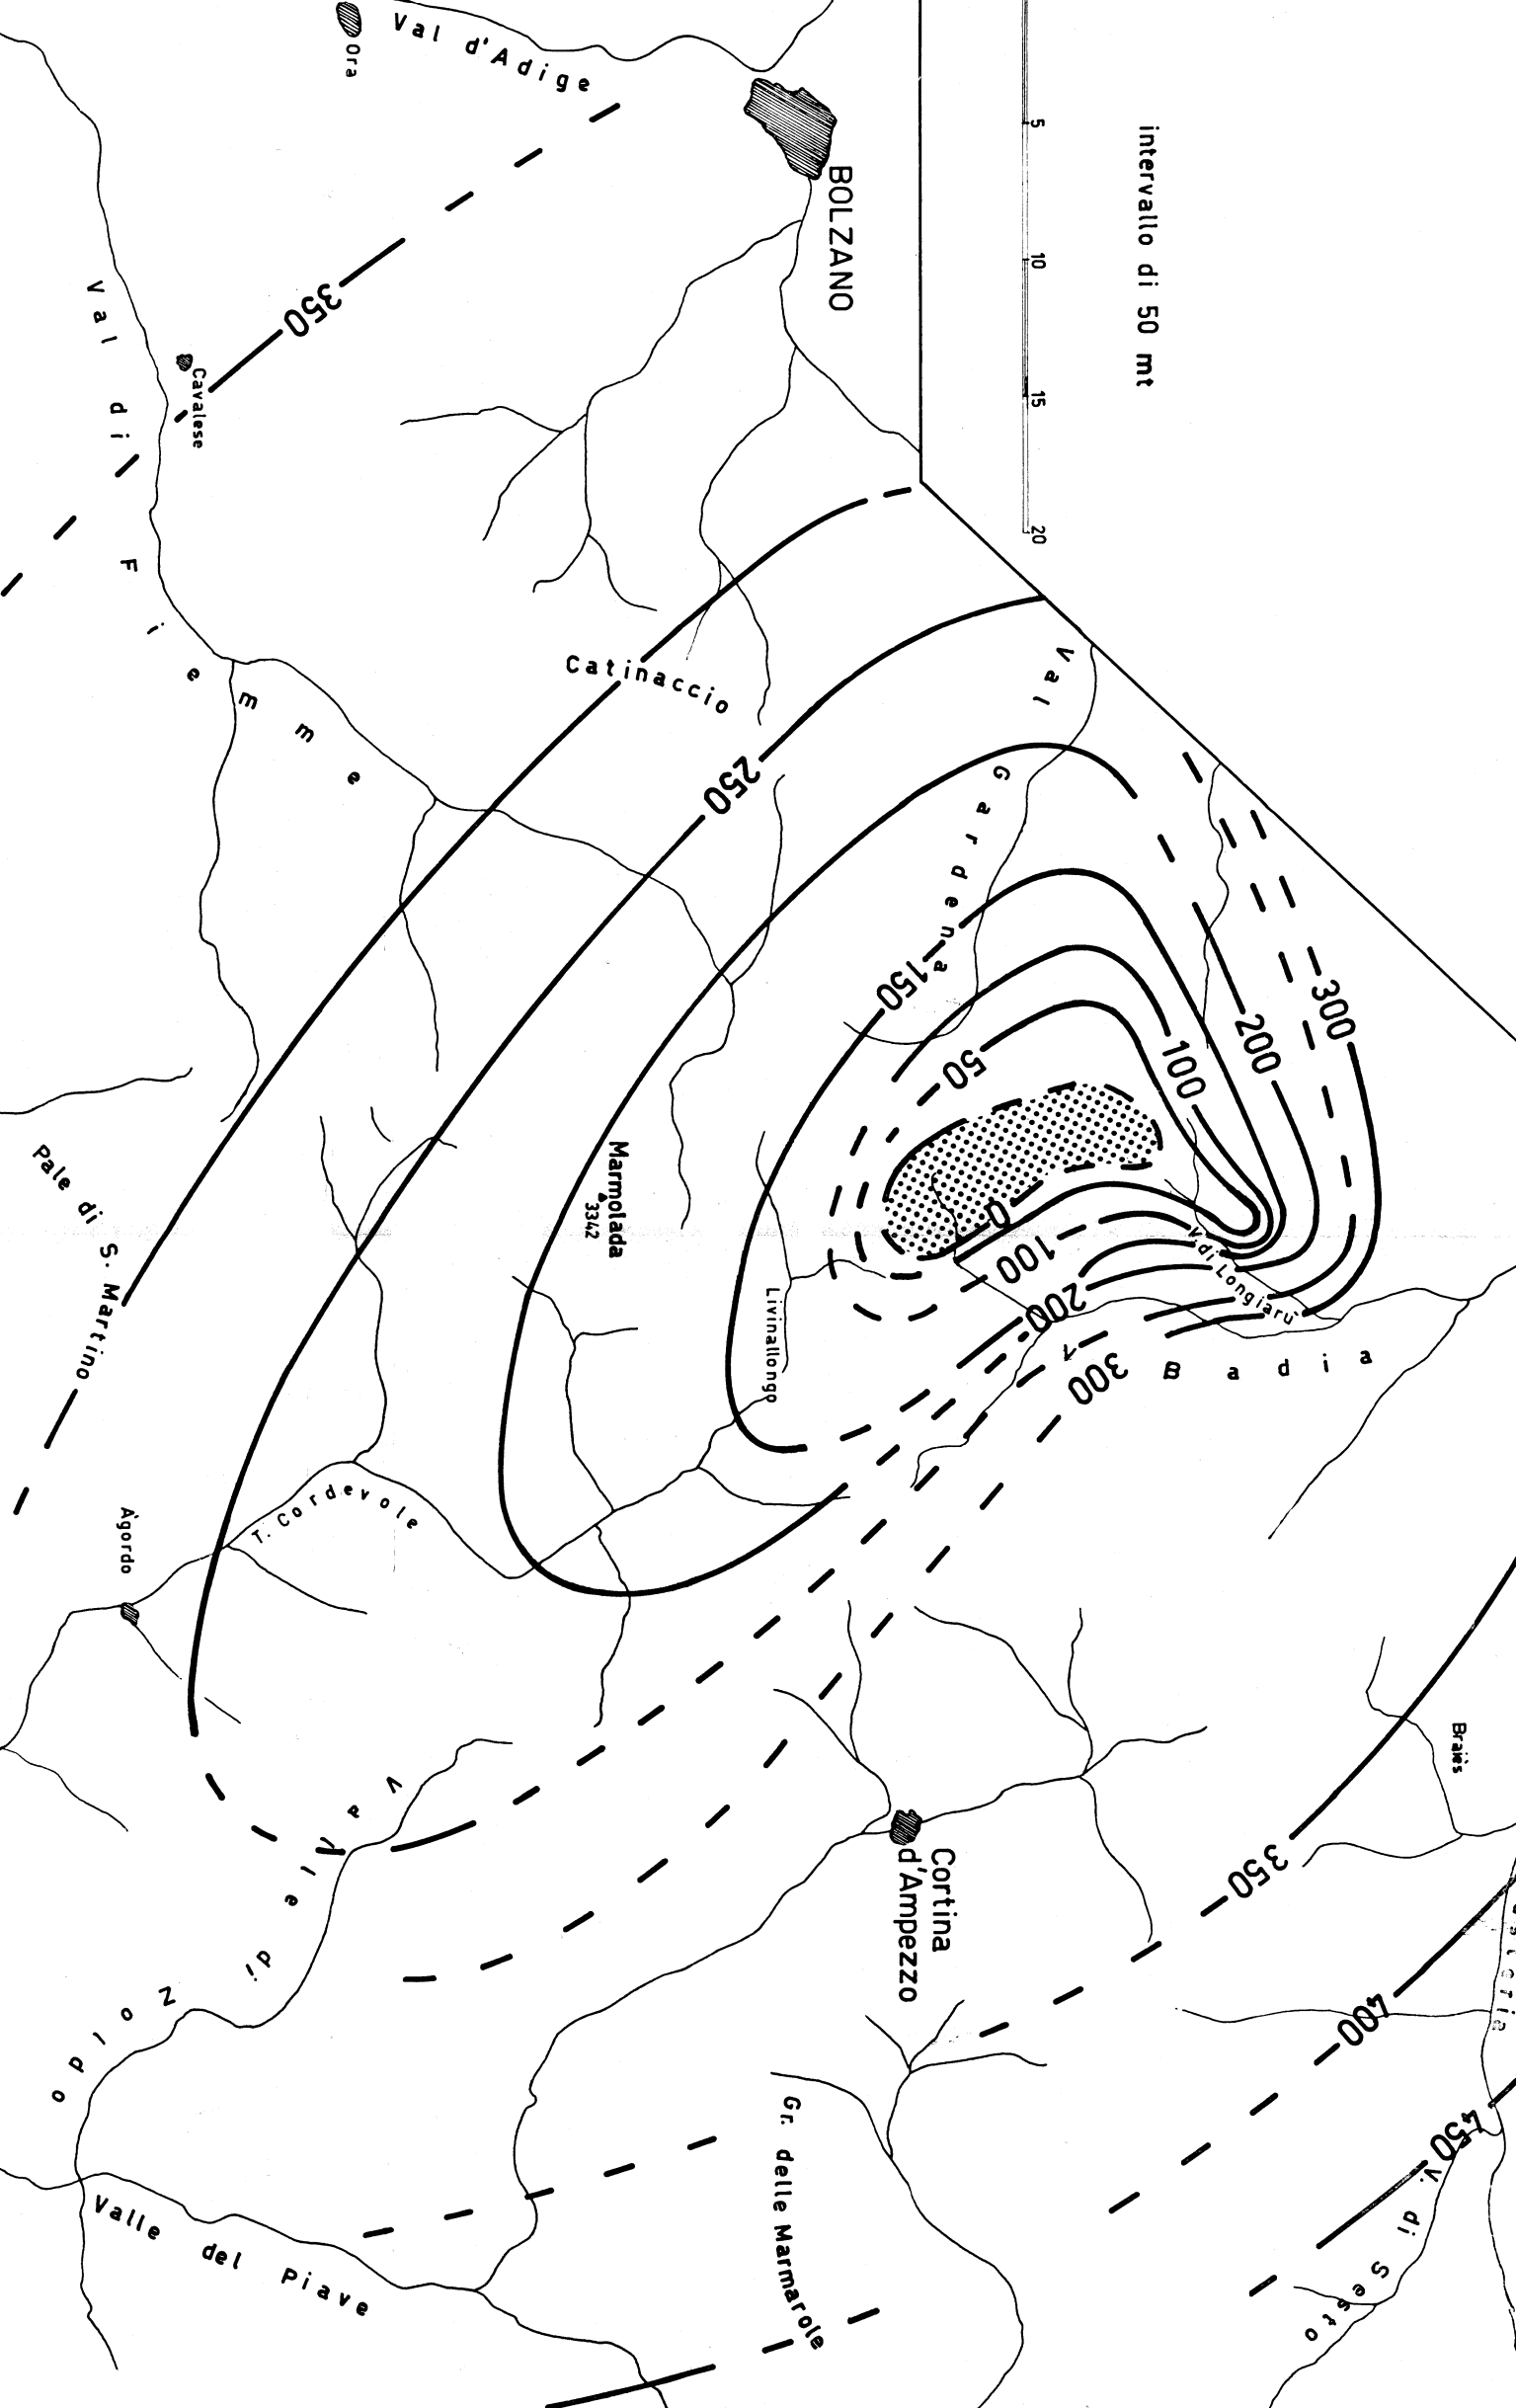 intervallo di 50 mt
5
10
15
20
BOLZANO
Val d'Adige
Ora
350
Cavalese
Val di Fiemme
Catinaccio
250
Val Gardena
150
50
100
200
300
0
100
200
300
V. di Longiarù
Badia
Marmolada
3342
Livinallongo
Pale di S. Martino
T. Cordevole
Agordo
Valle di Zoldo
Cortina
d'Ampezzo
Braies
350
400
450
V. di Sesto
Gr. delle Marmarole
Valle del Piave